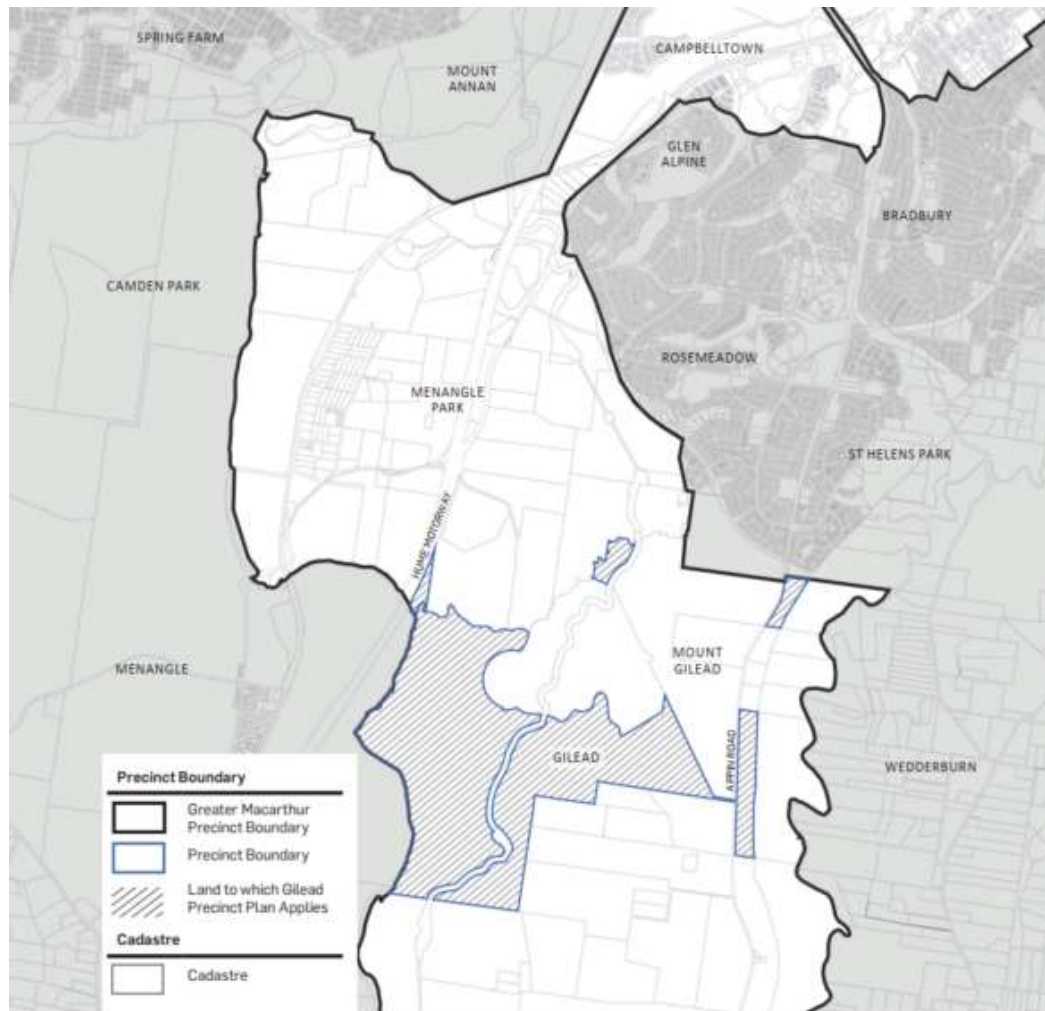 SPRING FARM
CAMPBELLTOWN
MOUNT
ANNAN
GLEN
ALPINE
BRADBURY
CAMDEN PARK
ROSEMEADOW
MENANGLE
PARK
ST HELENS PARK
HUME MOTORWAY
MOUNT
GILEAD
MENANGLE
GILEAD
APPIN ROAD
WEDDERBURN
Precinct Boundary
Greater Macarthur
Precinct Boundary
Precinct Boundary
Land to which Gilead
Precinct Plan Applies
Cadastre
Cadastre